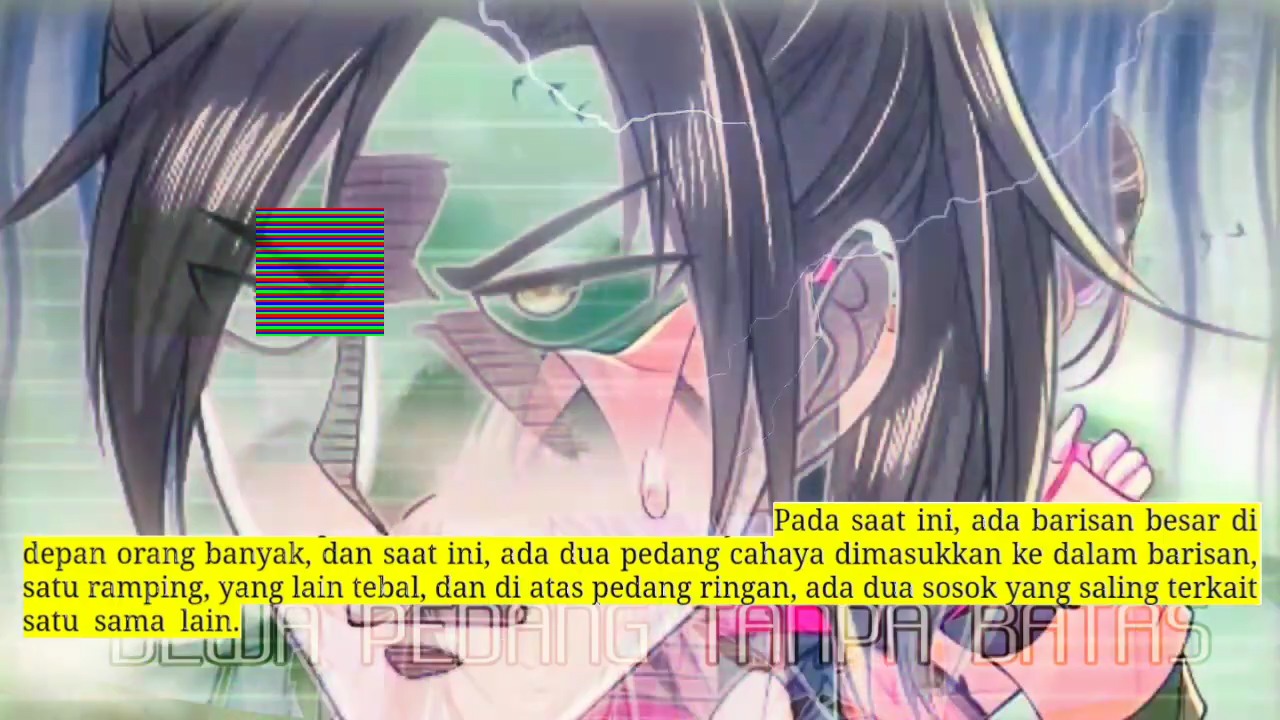 Pada saat ini, ada barisan besar di
depan orang banyak, dan saat ini, ada dua pedang cahaya dimasukkan ke dalam barisan,
satu ramping, yang lain tebal, dan di atas pedang ringan, ada dua sosok yang saling terkait
satu sama lain.
DEWA PEDANG TANPA BATAS